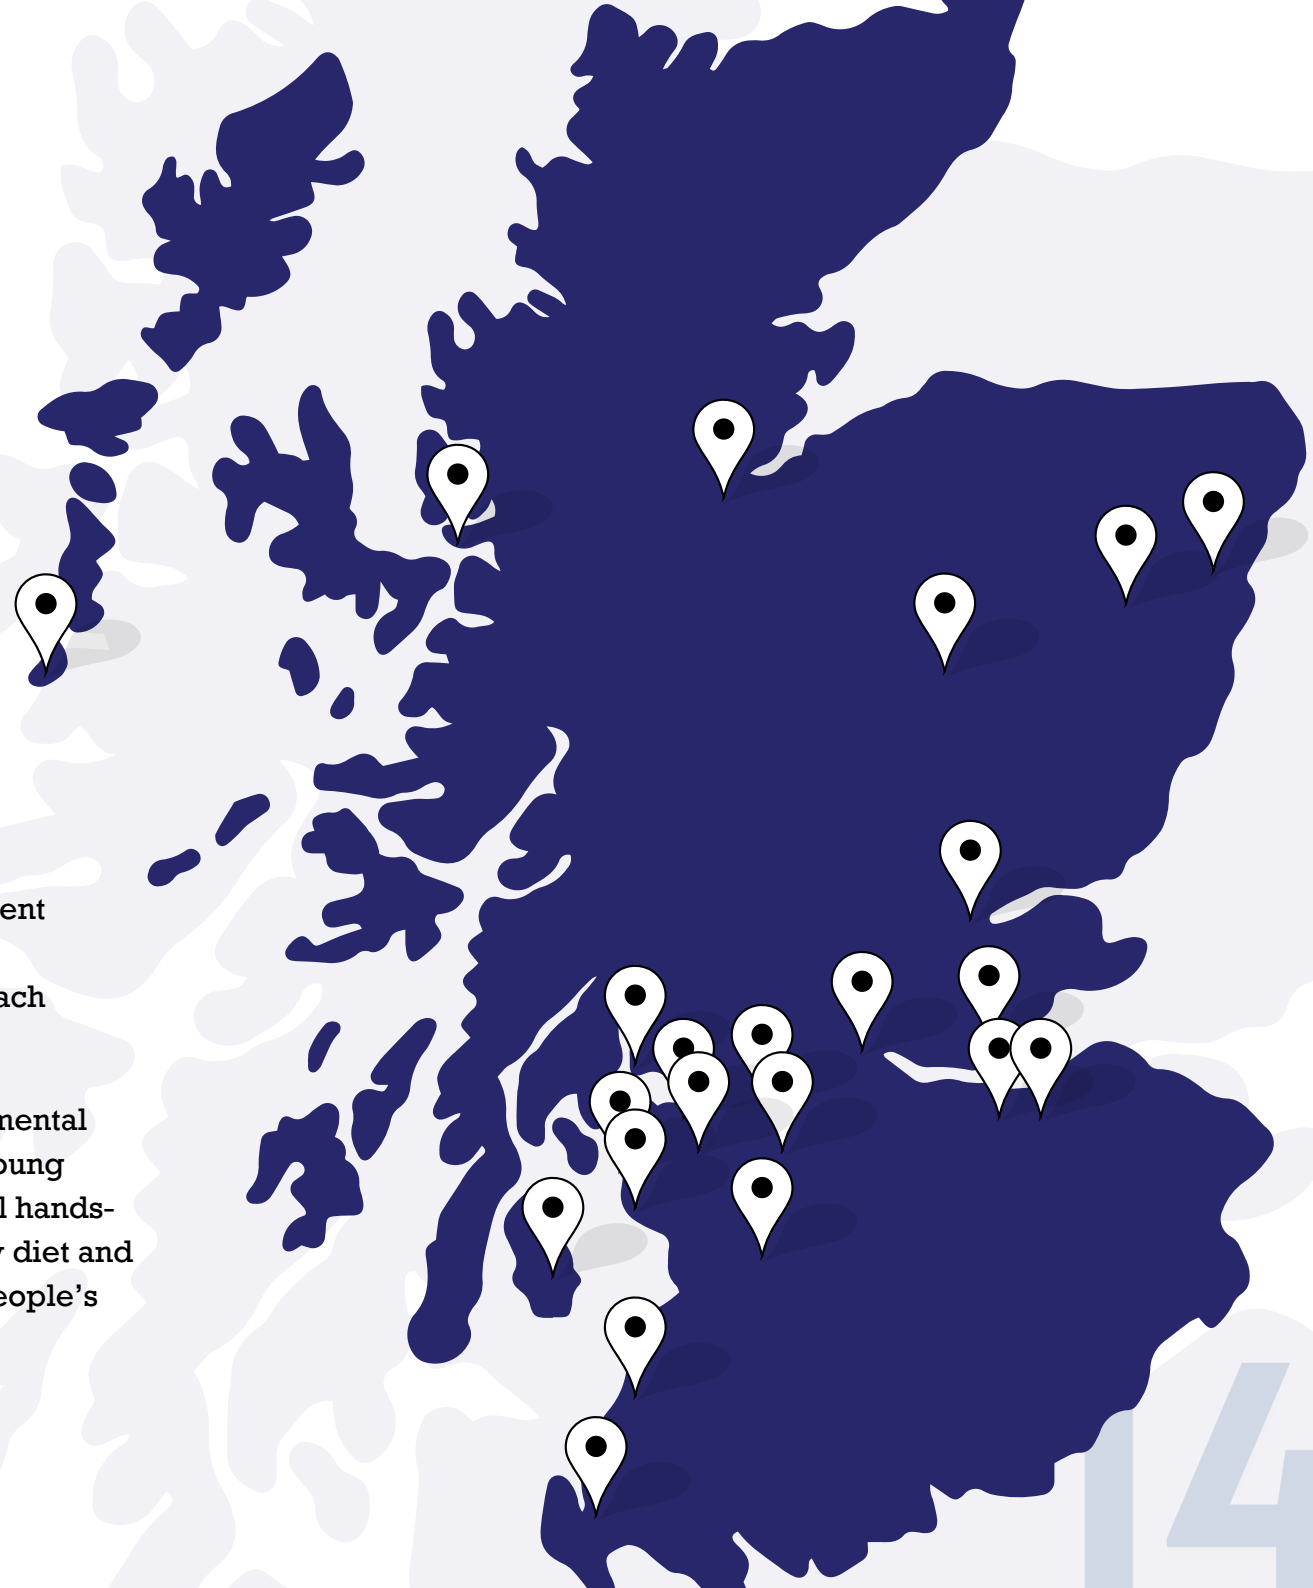 ent
ach
mental
oung
l hands-
y diet and
eople's
14